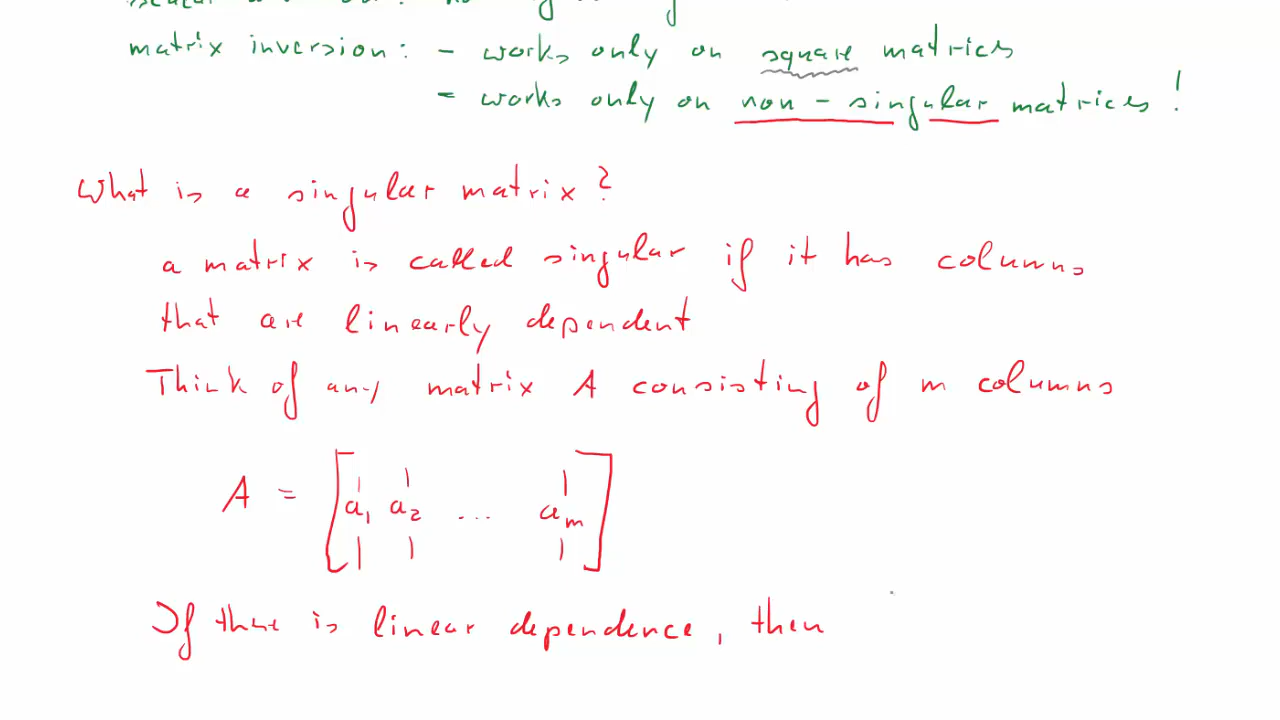 matrix inversion: - works only on square matrices
- works only on non-singular matrices!
What is a singular matrix?
a matrix is called singular if it has columns
that are linearly dependent
Think of any matrix A consisting of m columns
A = [a1 a2 ... am]
If there is linear dependence, then